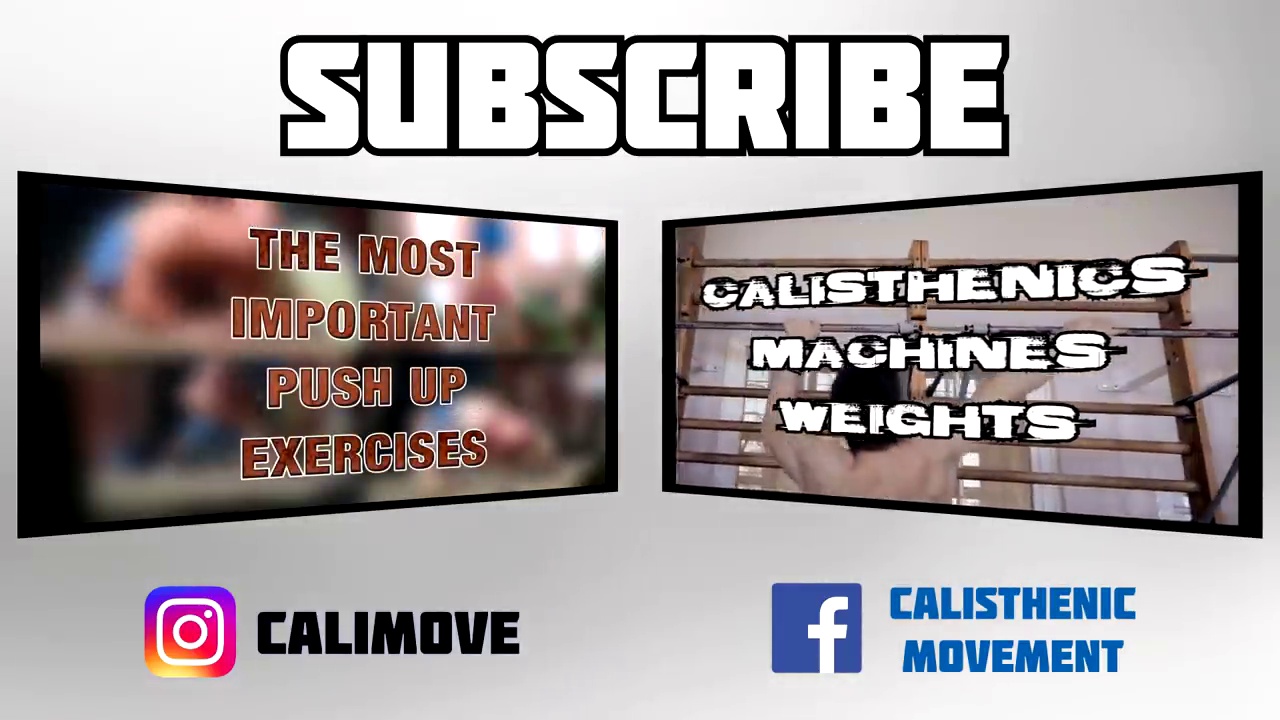 SUBSCRIBE
THE MOST
IMPORTANT
PUSH UP
EXERCISES
CALISTHENICS
MACHINES
WEIGHTS
CALIMOVE
CALISTHENIC
MOVEMENT